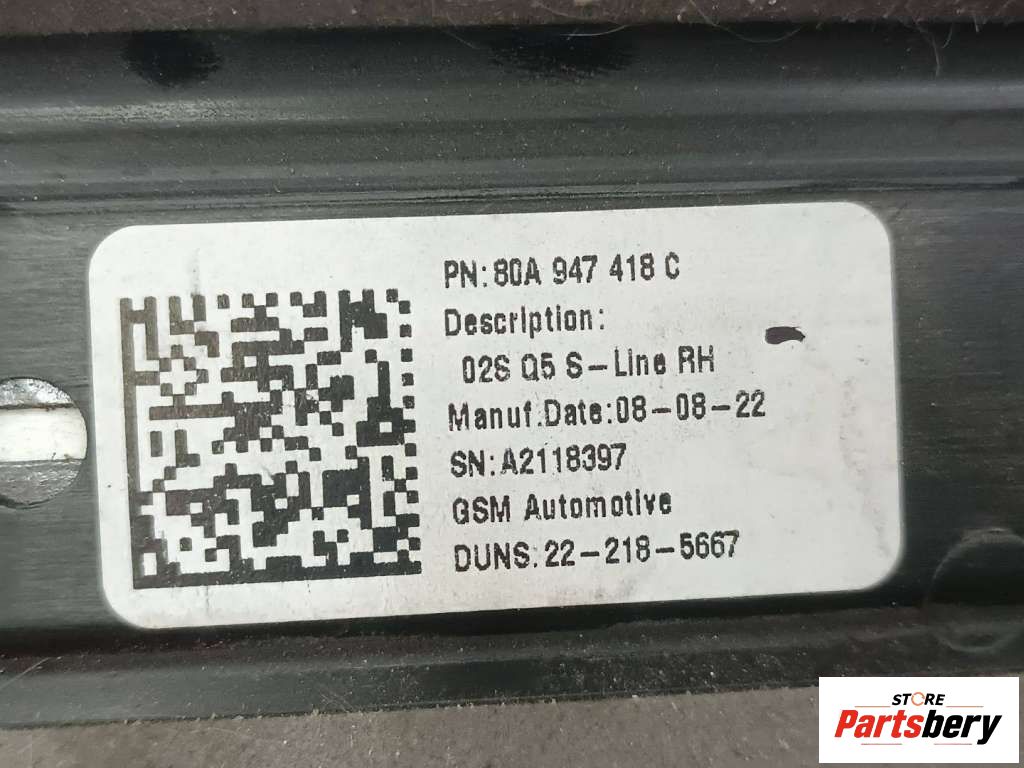 PN:80A 947 418 C
Description:
02S Q5 S-Line RH
Manuf.Date:08-08-22
SN:A2118397
GSM Automotive
DUNS:22-218-5667
STORE
Partsbery